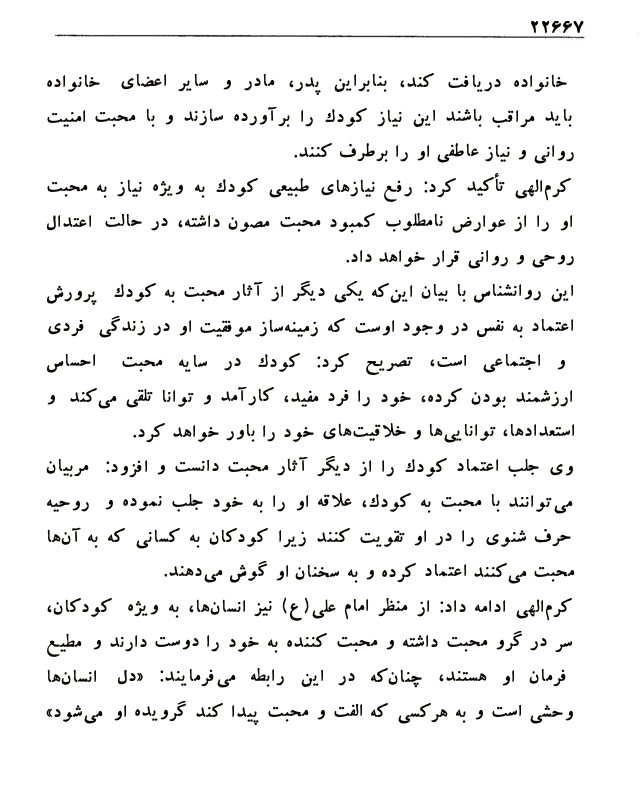 ۲۲۶۶۷
خانواده دریافت کند، بنابراین پدر، مادر و سایر اعضای خانواده
باید مراقب باشند این نیاز کودك را برآورده سازند و با محبت امنیت
روانی و نیاز عاطفی او را برطرف کنند.
کرم‌الهی تأکید کرد: رفع نیازهای طبیعی کودك به ویژه نیاز به محبت
او را از عوارض نامطلوب کمبود محبت مصون داشته، در حالت اعتدال
روحی و روانی قرار خواهد داد.
این روانشناس با بیان این‌که یکی دیگر از آثار محبت به کودك پرورش
اعتماد به نفس در وجود اوست که زمینه‌ساز موفقیت او در زندگی فردی
و اجتماعی است، تصریح کرد: کودك در سایه محبت احساس
ارزشمند بودن کرده، خود را فرد مفید، کارآمد و توانا تلقی می‌کند و
استعدادها، توانایی‌ها و خلاقیت‌های خود را باور خواهد کرد.
وی جلب اعتماد کودك را از دیگر آثار محبت دانست و افزود: مربیان
می‌توانند با محبت به کودك، علاقه او را به خود جلب نموده و روحیه
حرف شنوی را در او تقویت کنند زیرا کودکان به کسانی که به آن‌ها
محبت می‌کنند اعتماد کرده و به سخنان او گوش می‌دهند.
کرم‌الهی ادامه داد: از منظر امام علی(ع) نیز انسان‌ها، به ویژه کودکان،
سر در گرو محبت داشته و محبت کننده به خود را دوست دارند و مطیع
فرمان او هستند، چنان‌که در این رابطه می‌فرمایند: «دل انسان‌ها
وحشی است و به هرکسی که الفت و محبت پیدا کند گرویده او می‌شود»